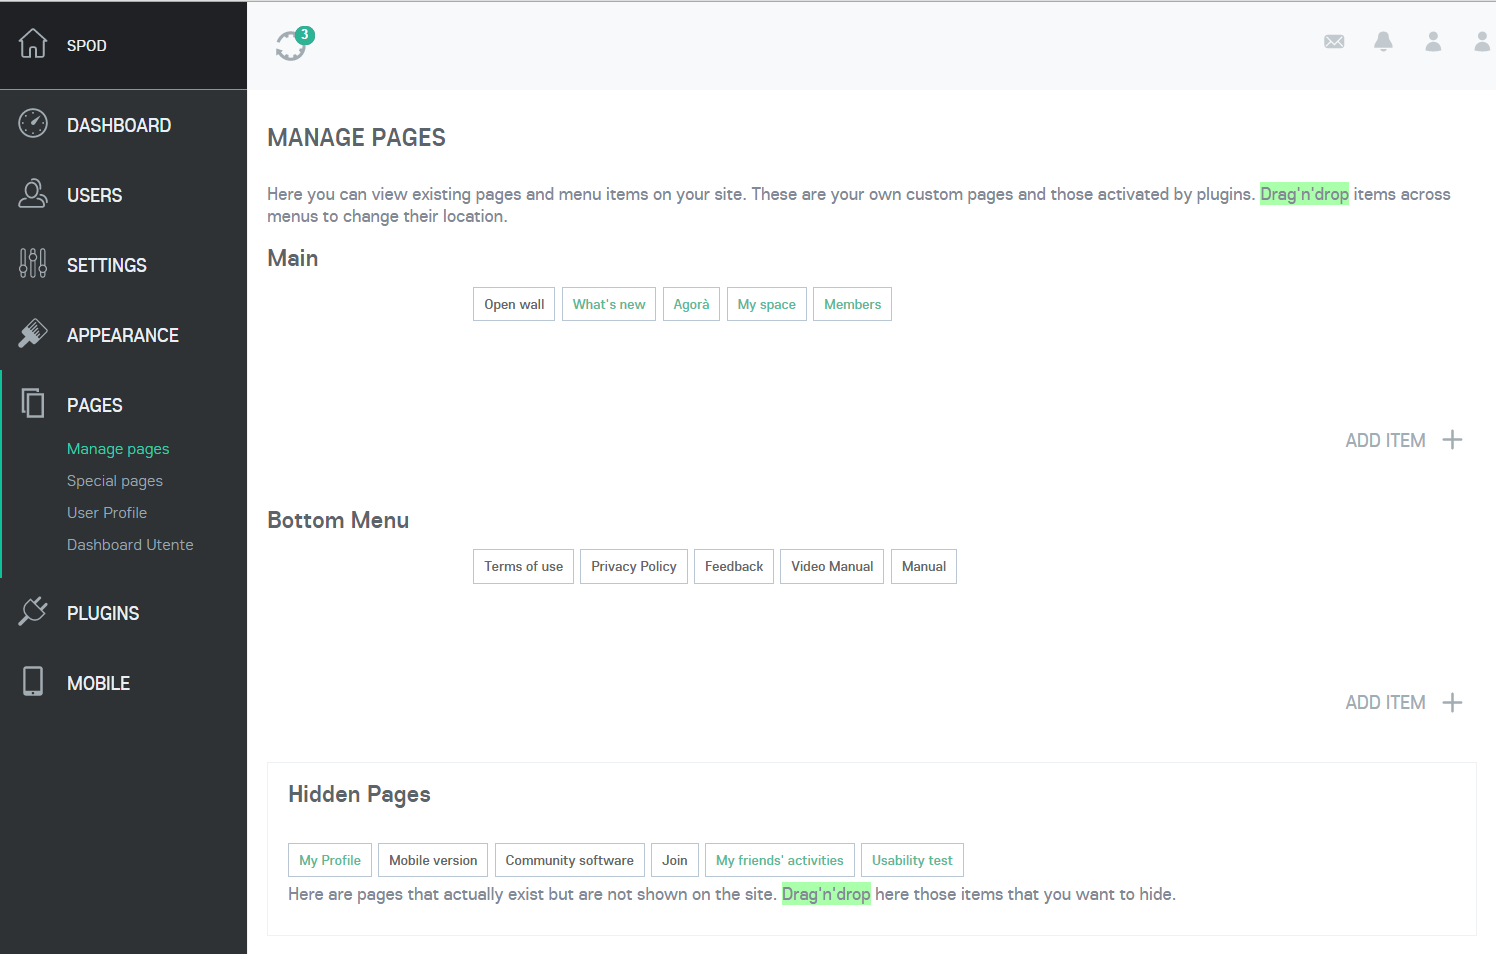 SPOD
3
DASHBOARD
USERS
SETTINGS
APPEARANCE
PAGES
Manage pages
Special pages
User Profile
Dashboard Utente
PLUGINS
MOBILE
MANAGE PAGES
Here you can view existing pages and menu items on your site. These are your own custom pages and those activated by plugins. Drag'n'drop items across
menus to change their location.
Main
Open wall What's new Agorà My space Members
ADD ITEM
Bottom Menu
Terms of use Privacy Policy Feedback Video Manual Manual
ADD ITEM
Hidden Pages
My Profile Mobile version Community software Join My friends' activities Usability test
Here are pages that actually exist but are not shown on the site. Drag'n'drop here those items that you want to hide.